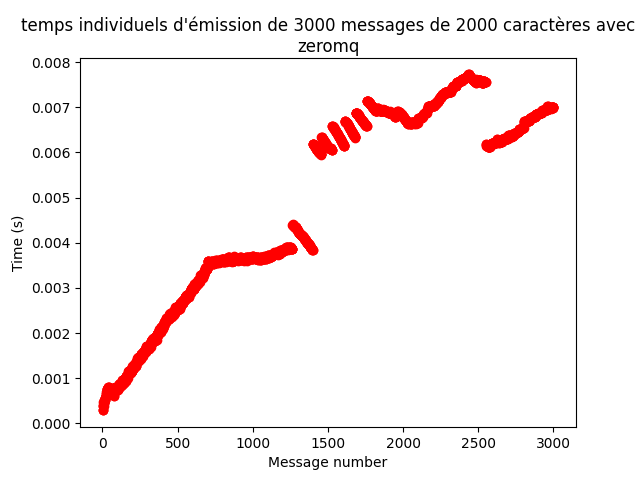 temps individuels d'émission de 3000 messages de 2000 caractères avec
zeromq
0.008
0.007
0.006
0.005
0.004
0.003
0.002
0.001
0.000
Time (s)
0 500 1000 1500 2000 2500 3000
Message number